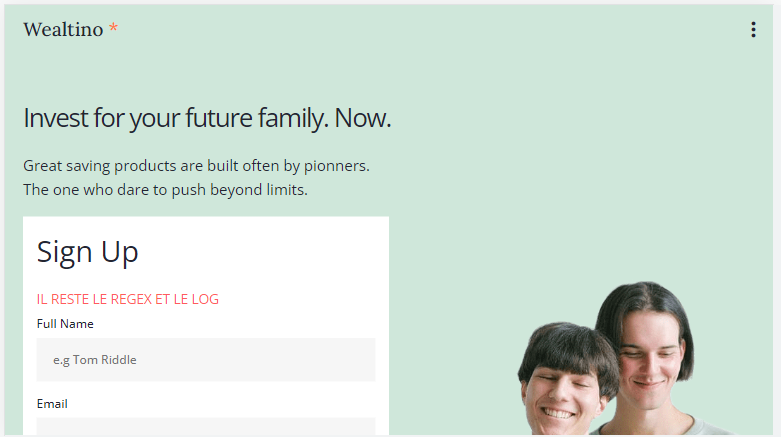 Wealtino *
Invest for your future family. Now.
Great saving products are built often by pionners.
The one who dare to push beyond limits.
Sign Up
IL RESTE LE REGEX ET LE LOG
Full Name
e.g Tom Riddle
Email